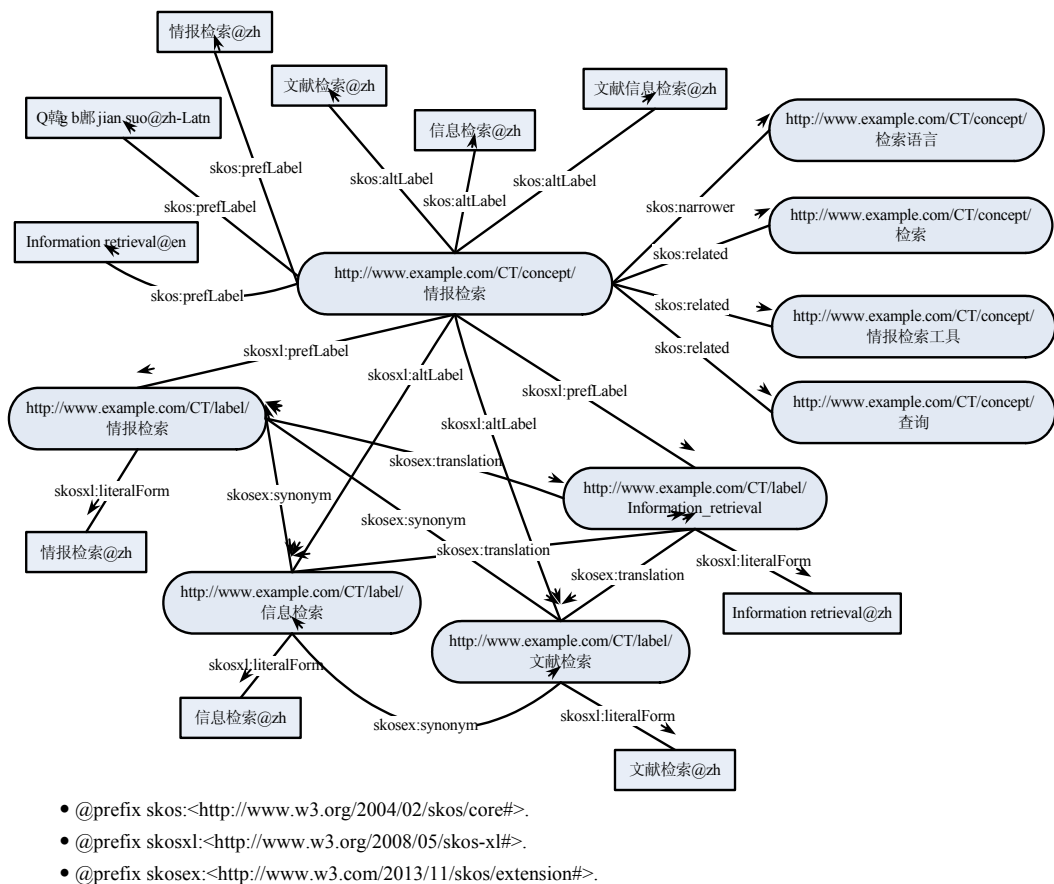 情报检索@zh
文献检索@zh
文献信息检索@zh
Q韓g b鄌 jian suo@zh-Latn
信息检索@zh
http://www.example.com/CT/concept/
检索语言
skos:prefLabel
skos:altLabel
skos:altLabel
skos:altLabel
skos:prefLabel
skos:narrower
http://www.example.com/CT/concept/
检索
Information retrieval@en
skos:related
http://www.example.com/CT/concept/
情报检索
skos:prefLabel
skos:related
http://www.example.com/CT/concept/
情报检索工具
skos:related
skosxl:prefLabel
skosxl:altLabel
skosxl:prefLabel
http://www.example.com/CT/concept/
查询
http://www.example.com/CT/label/
情报检索
skosxl:altLabel
skosex:translation
skosxl:literalForm
skosex:synonym
http://www.example.com/CT/label/
Information_retrieval
skosex:synonym
情报检索@zh
skosex:translation
skosxl:literalForm
skosex:translation
http://www.example.com/CT/label/
信息检索
Information retrieval@zh
http://www.example.com/CT/label/
文献检索
skosxl:literalForm
信息检索@zh
skosex:synonym
skosxl:literalForm
文献检索@zh
• @prefix skos:<http://www.w3.org/2004/02/skos/core#>.
• @prefix skosxl:<http://www.w3.org/2008/05/skos-xl#>.
• @prefix skosex:<http://www.w3.com/2013/11/skos/extension#>.